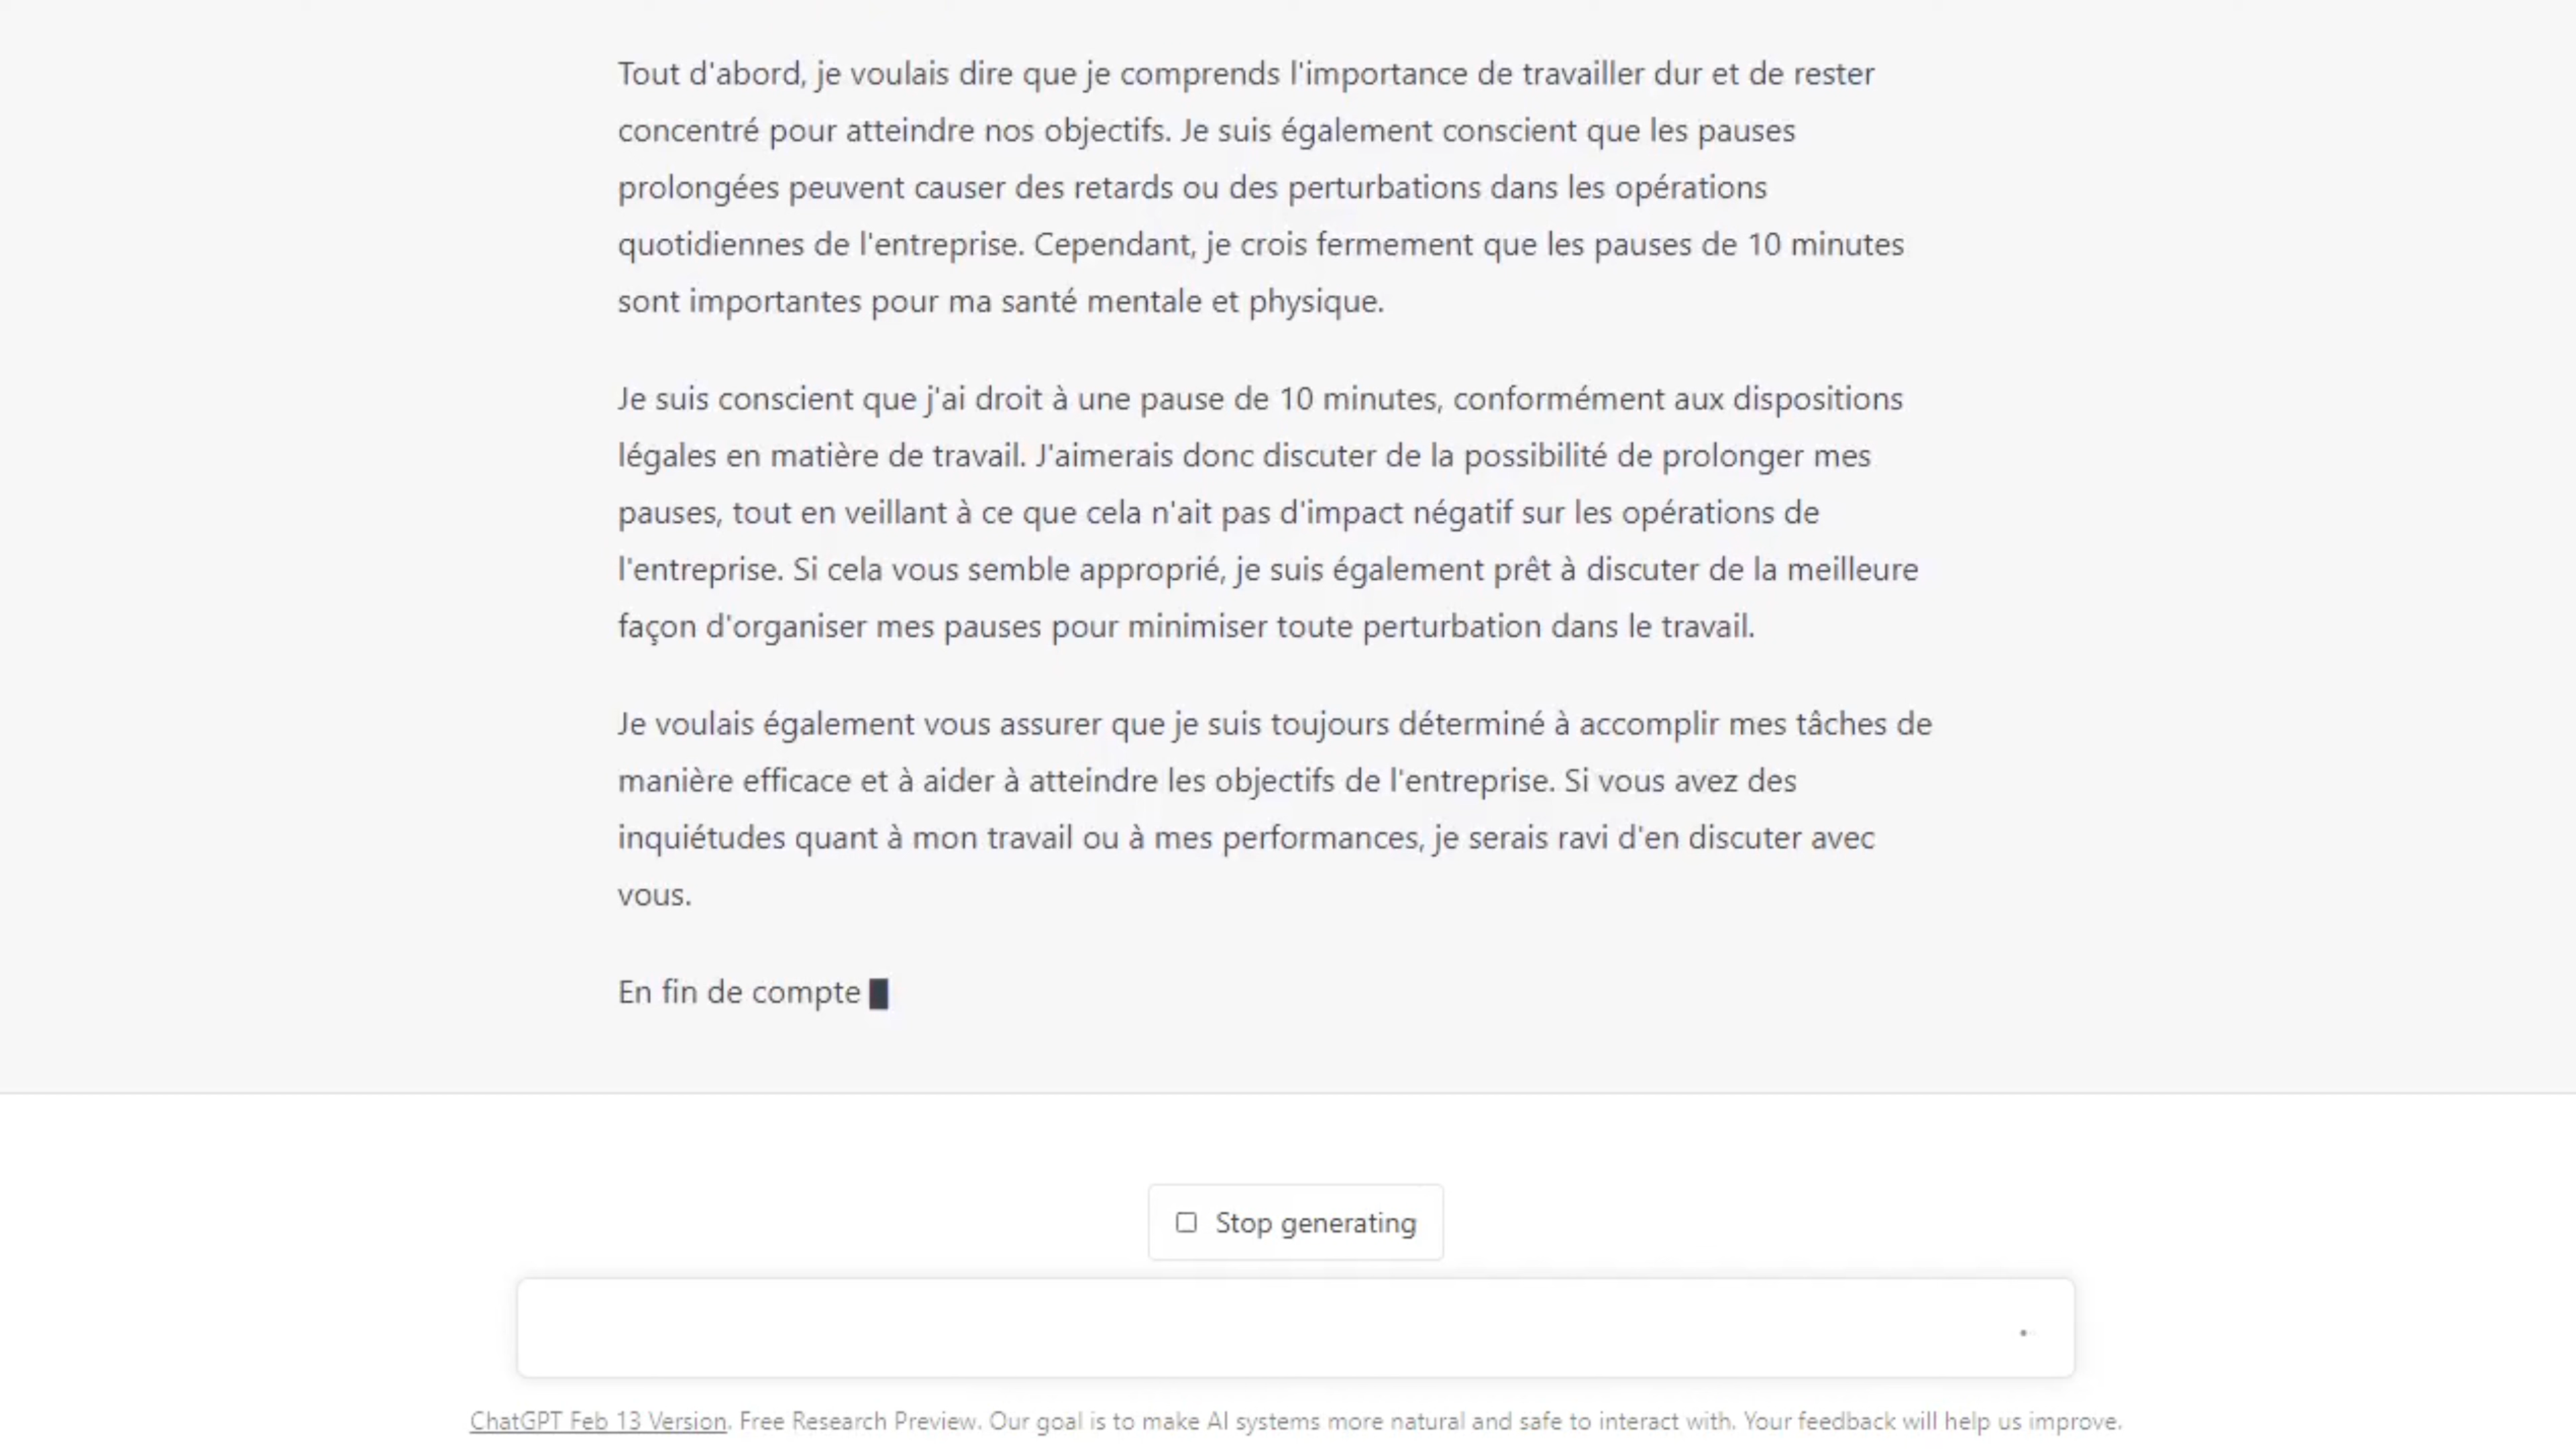 Tout d'abord, je voulais dire que je comprends l'importance de travailler dur et de rester
concentré pour atteindre nos objectifs. Je suis également conscient que les pauses
prolongées peuvent causer des retards ou des perturbations dans les opérations
quotidiennes de l'entreprise. Cependant, je crois fermement que les pauses de 10 minutes
sont importantes pour ma santé mentale et physique.
Je suis conscient que j'ai droit à une pause de 10 minutes, conformément aux dispositions
légales en matière de travail. J'aimerais donc discuter de la possibilité de prolonger mes
pauses, tout en veillant à ce que cela n'ait pas d'impact négatif sur les opérations de
l'entreprise. Si cela vous semble approprié, je suis également prêt à discuter de la meilleure
façon d'organiser mes pauses pour minimiser toute perturbation dans le travail.
Je voulais également vous assurer que je suis toujours déterminé à accomplir mes tâches de
manière efficace et à aider à atteindre les objectifs de l'entreprise. Si vous avez des
inquiétudes quant à mon travail ou à mes performances, je serais ravi d'en discuter avec
vous.
En fin de compte
Stop generating
ChatGPT Feb 13 Version. Free Research Preview. Our goal is to make AI systems more natural and safe to interact with. Your feedback will help us improve.